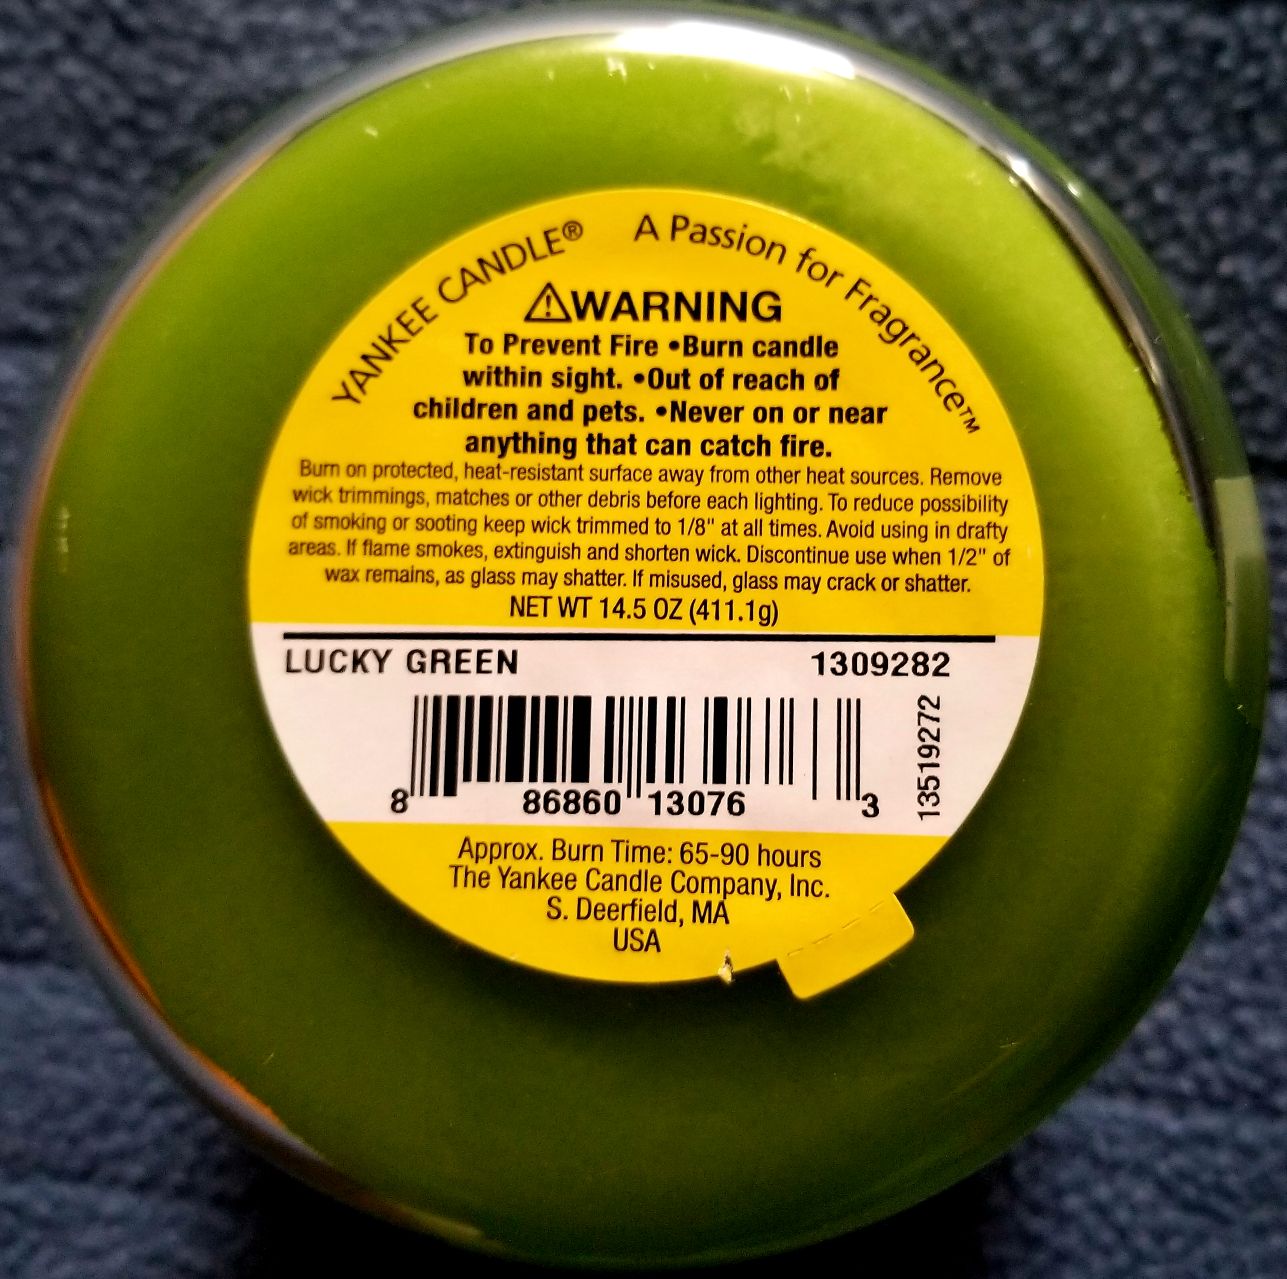 YANKEE CANDLE® A Passion for Fragrance™
⚠WARNING
To Prevent Fire •Burn candle
within sight. •Out of reach of
children and pets. •Never on or near
anything that can catch fire.
Burn on protected, heat-resistant surface away from other heat sources. Remove
wick trimmings, matches or other debris before each lighting. To reduce possibility
of smoking or sooting keep wick trimmed to 1/8" at all times. Avoid using in drafty
areas. If flame smokes, extinguish and shorten wick. Discontinue use when 1/2" of
wax remains, as glass may shatter. If misused, glass may crack or shatter.
NET WT 14.5 OZ (411.1g)
LUCKY GREEN 1309282
13519272
8 86860 13076 3
Approx. Burn Time: 65-90 hours
The Yankee Candle Company, Inc.
S. Deerfield, MA
USA